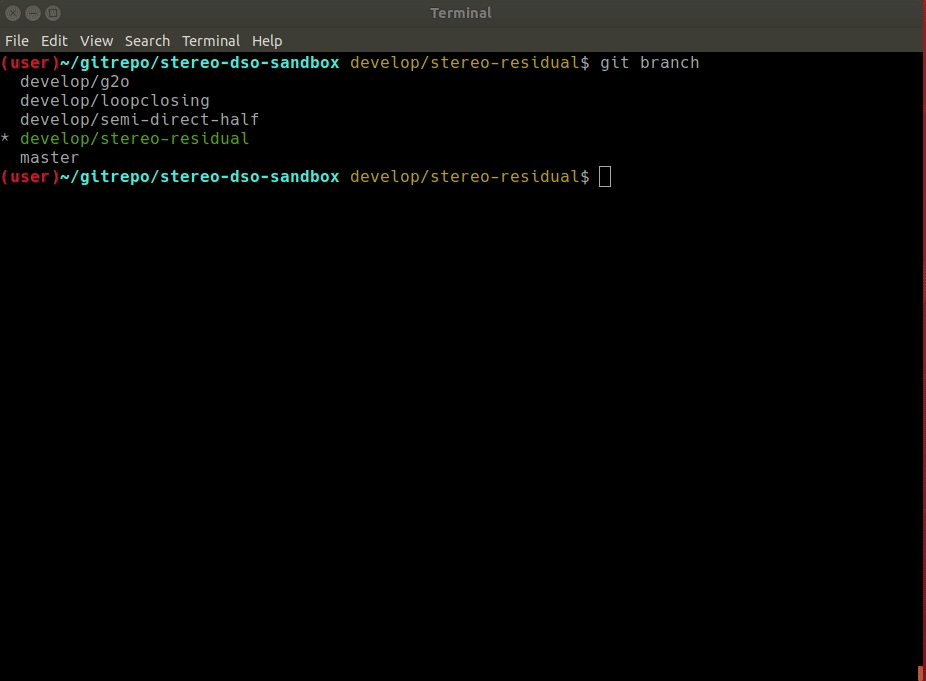 Terminal
File Edit View Search Terminal Help
(user)~/gitrepo/stereo-dso-sandbox develop/stereo-residual$ git branch
  develop/g2o
  develop/loopclosing
  develop/semi-direct-half
* develop/stereo-residual
  master
(user)~/gitrepo/stereo-dso-sandbox develop/stereo-residual$